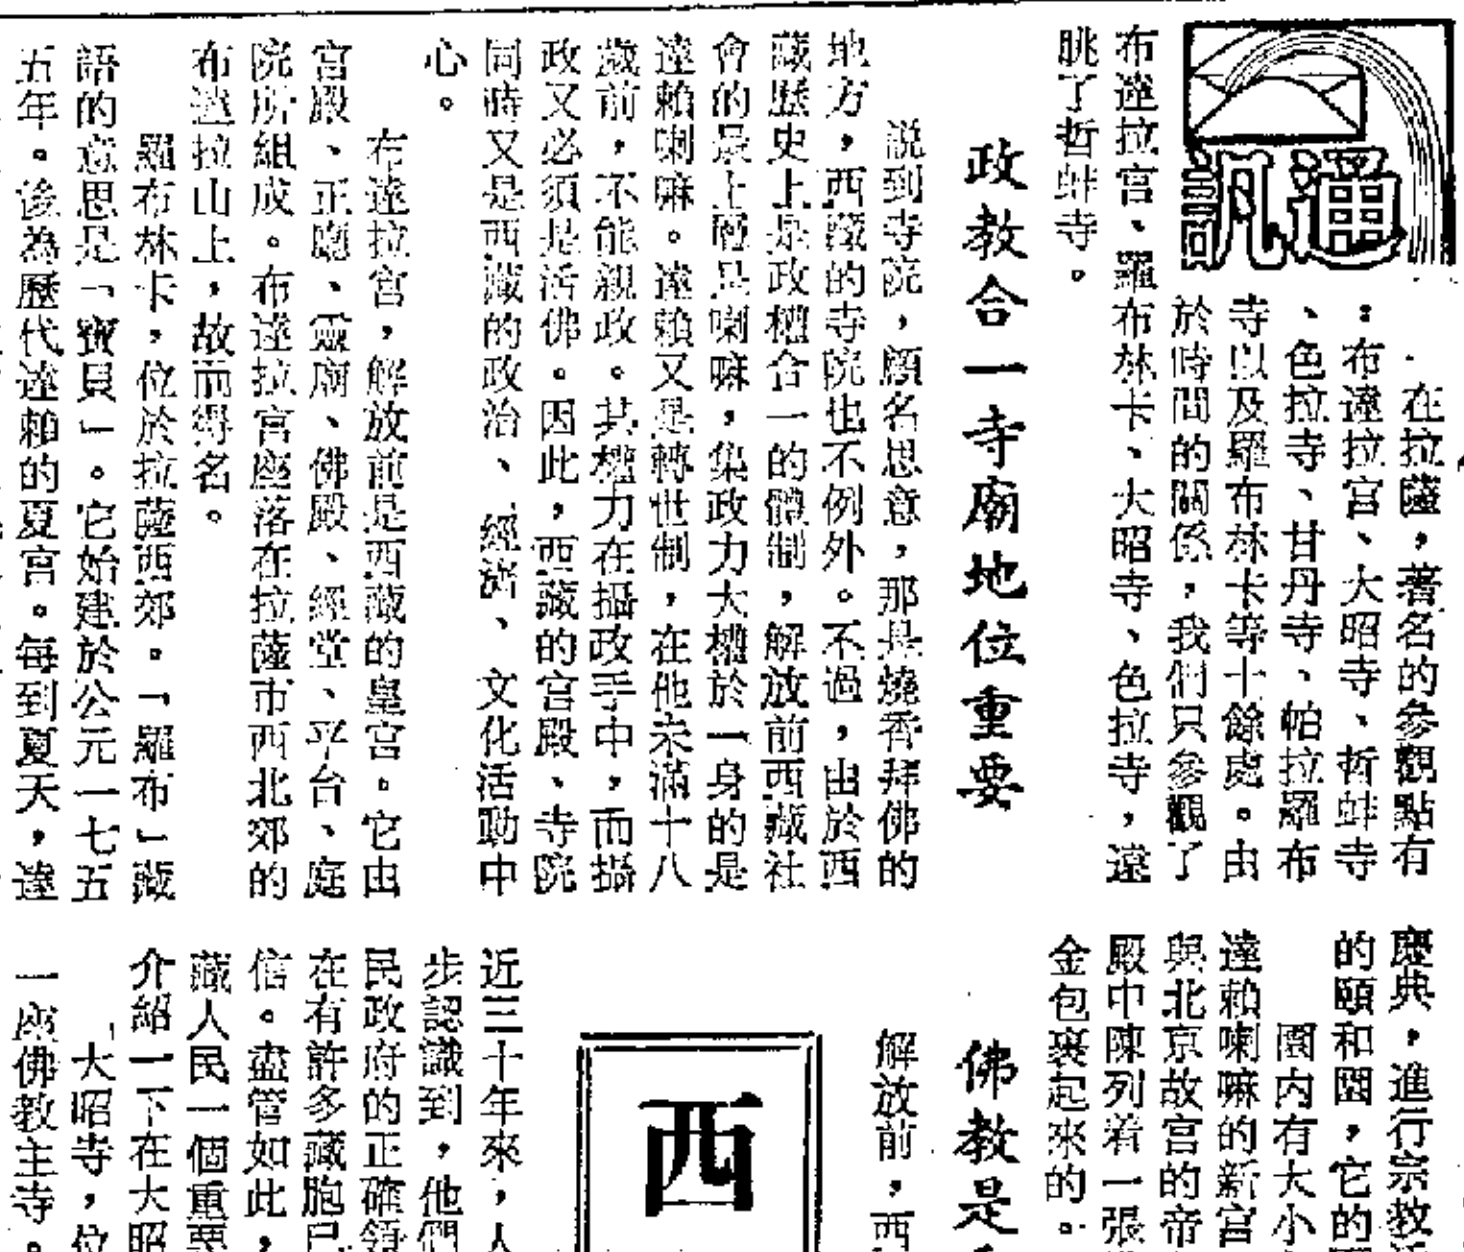 通訊
在拉薩，著名的參觀點有
：布達拉宮、大昭寺、哲蚌寺
、色拉寺、甘丹寺、帕拉羅布
寺以及羅布林卡等十餘處。由
於時間的關係，我們只參觀了
布達拉宮、羅布林卡、大昭寺、色拉寺，遠
眺了哲蚌寺。
政教合一寺廟地位重要
說到寺院，顧名思意，那是燒香拜佛的
地方，西藏的寺院也不例外。不過，由於西
藏歷史上是政權合一的體制，解放前西藏社
會的最上層是喇嘛，集政力大權於一身的是
達賴喇嘛。達賴又是轉世制，在他未滿十八
歲前，不能親政。其權力在攝政手中，而攝
政又必須是活佛。因此，西藏的宮殿、寺院
同時又是西藏的政治、經濟、文化活動中
心。
布達拉宮，解放前是西藏的皇宮。它由
宮殿、正廳、靈廟、佛殿、經堂、平台、庭
院所組成。布達拉宮座落在拉薩市西北郊的
布達拉山上，故而得名。
羅布林卡，位於拉薩西郊。「羅布」藏
語的意思是「寶貝」。它始建於公元一七五
五年。後為歷代達賴的夏宮。每到夏天，達
慶典，進行宗教
的頤和園，它的
園內有大小
達賴喇嘛的新宮
與北京故宮的帝
殿中陳列着一張
金包裹起來的。
佛教是
解放前，西
西
近三十年來，人
步認識到，他們
民政府的正確領
在有許多藏胞已
信。盡管如此，
藏人民一個重要
介紹一下在大昭
大昭寺，位
一座佛教主寺。